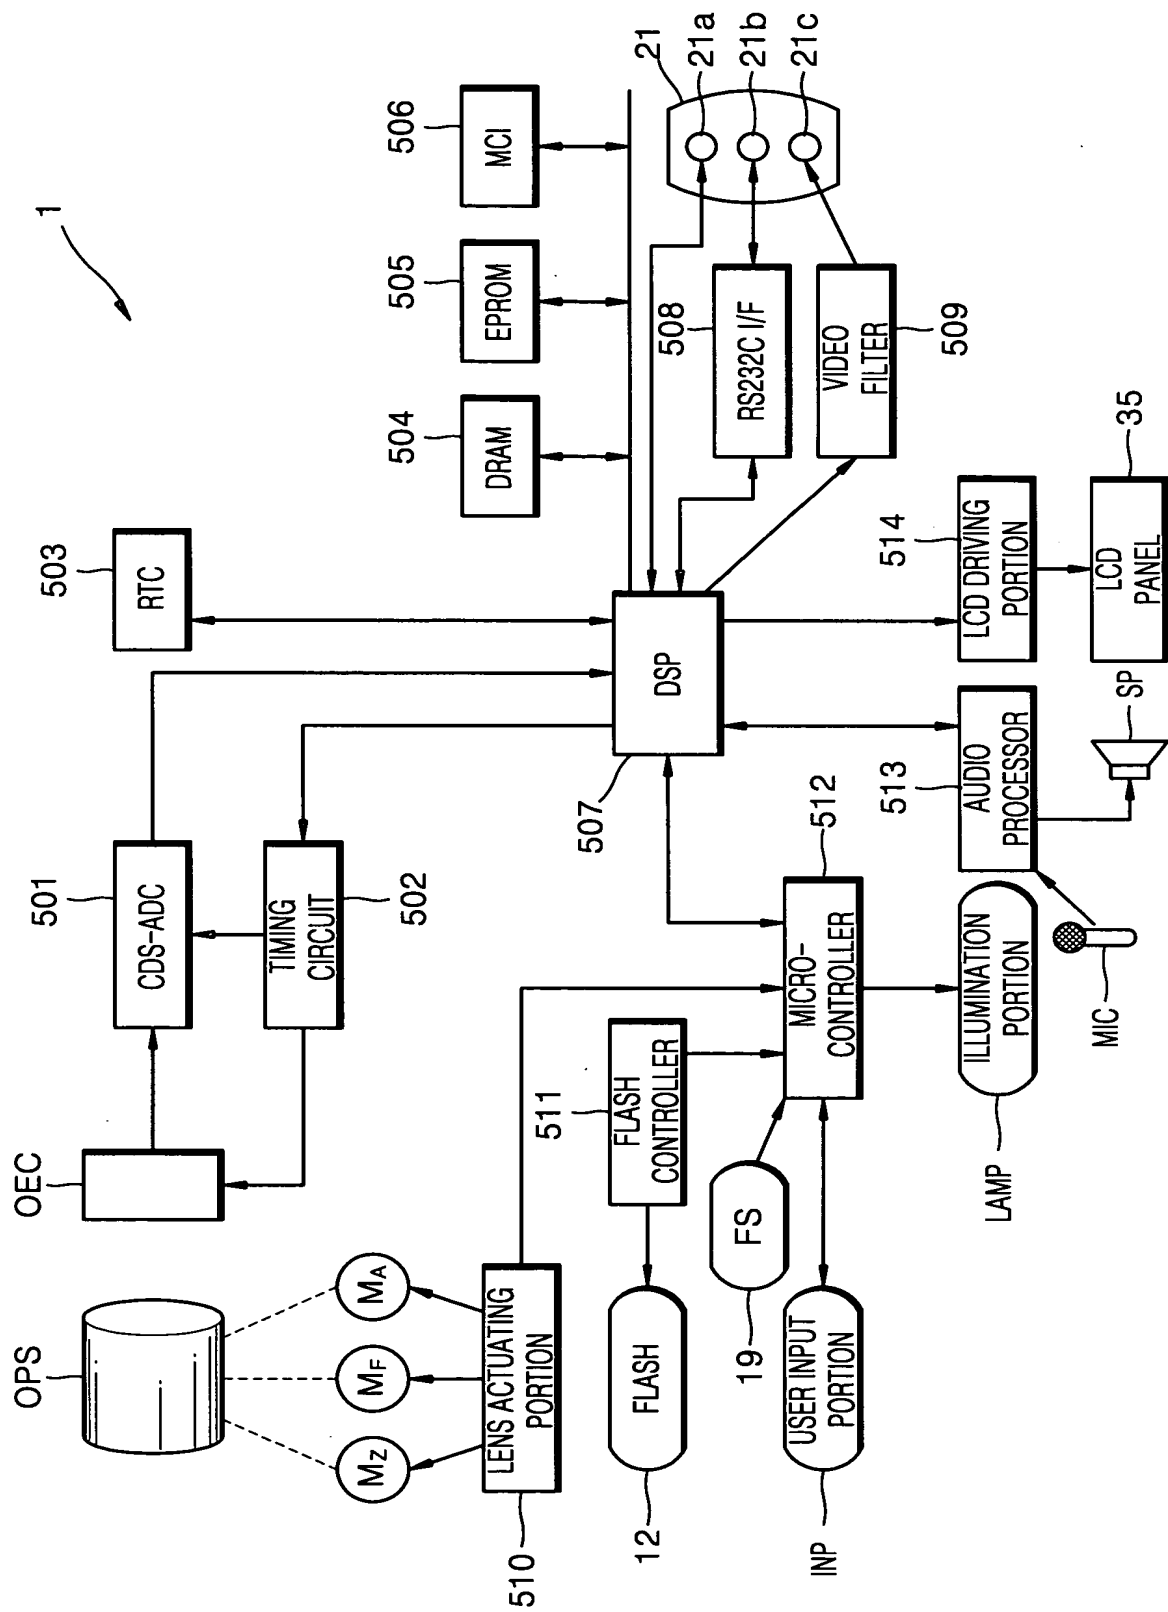 1
OPS
OEC
501
CDS-ADC
503
RTC
MA
MF
MZ
TIMING
CIRCUIT
502
504
DRAM
505
EPROM
506
MCI
510
LENS ACTUATING
PORTION
507
DSP
21
21a
21b
21c
511
FLASH
CONTROLLER
12
FLASH
508
RS232C I/F
19
FS
512
MICRO-
CONTROLLER
VIDEO
FILTER
509
INP
USER INPUT
PORTION
LAMP
ILLUMINATION
PORTION
513
AUDIO
PROCESSOR
514
LCD DRIVING
PORTION
MIC
SP
LCD
PANEL
35